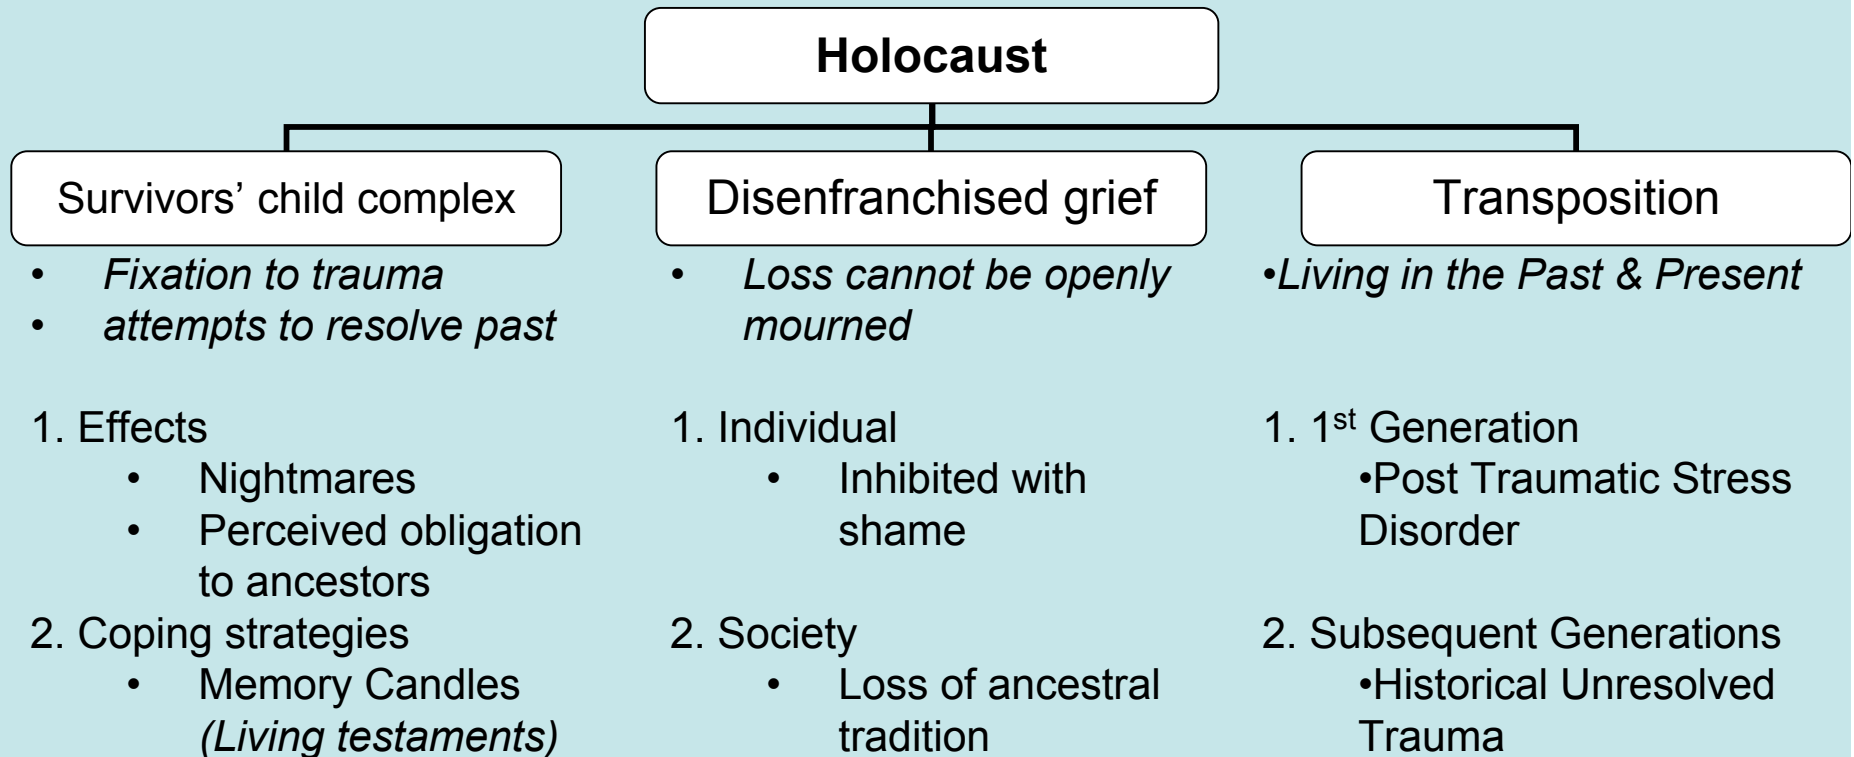 Holocaust
Survivors’ child complex
• Fixation to trauma
• attempts to resolve past
1. Effects
• Nightmares
• Perceived obligation
to ancestors
2. Coping strategies
• Memory Candles
(Living testaments)
Disenfranchised grief
• Loss cannot be openly
mourned
1. Individual
• Inhibited with
shame
2. Society
• Loss of ancestral
tradition
Transposition
•Living in the Past & Present
1. 1st Generation
•Post Traumatic Stress
Disorder
2. Subsequent Generations
•Historical Unresolved
Trauma